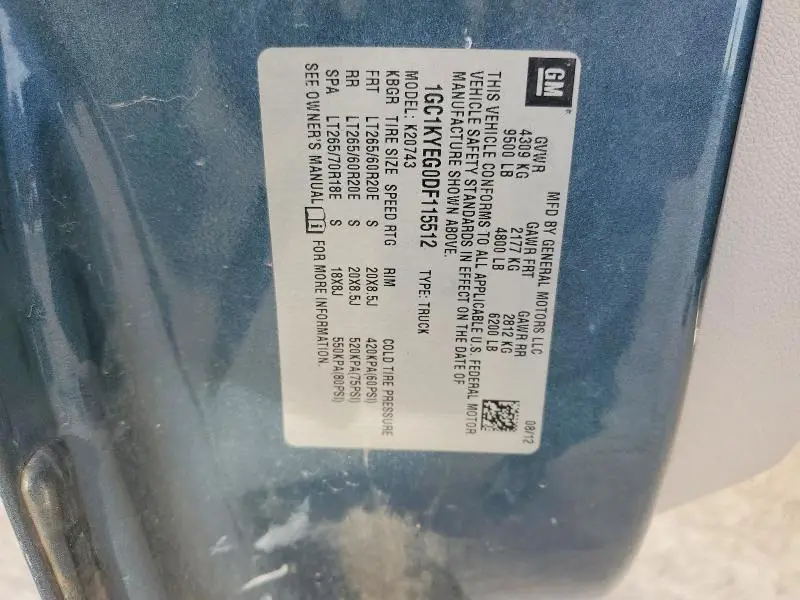 GM
MFD BY GENERAL MOTORS LLC
08/12
GVWR GAWR FRT GAWR RR
4309 KG 2177 KG 2812 KG
9500 LB 4800 LB 6200 LB
THIS VEHICLE CONFORMS TO ALL APPLICABLE U.S. FEDERAL MOTOR
VEHICLE SAFETY STANDARDS IN EFFECT ON THE DATE OF
MANUFACTURE SHOWN ABOVE.
1GC1KYEG0DF115512 TYPE: TRUCK
MODEL: K20743
KBGR TIRE SIZE SPEED RTG RIM COLD TIRE PRESSURE
FRT LT265/60R20E S 20X8.5J 420KPA(60PSI)
RR LT265/60R20E S 20X8.5J 520KPA(75PSI)
SPA LT265/70R18E S 18X8J 550KPA(80PSI)
SEE OWNER'S MANUAL FOR MORE INFORMATION.